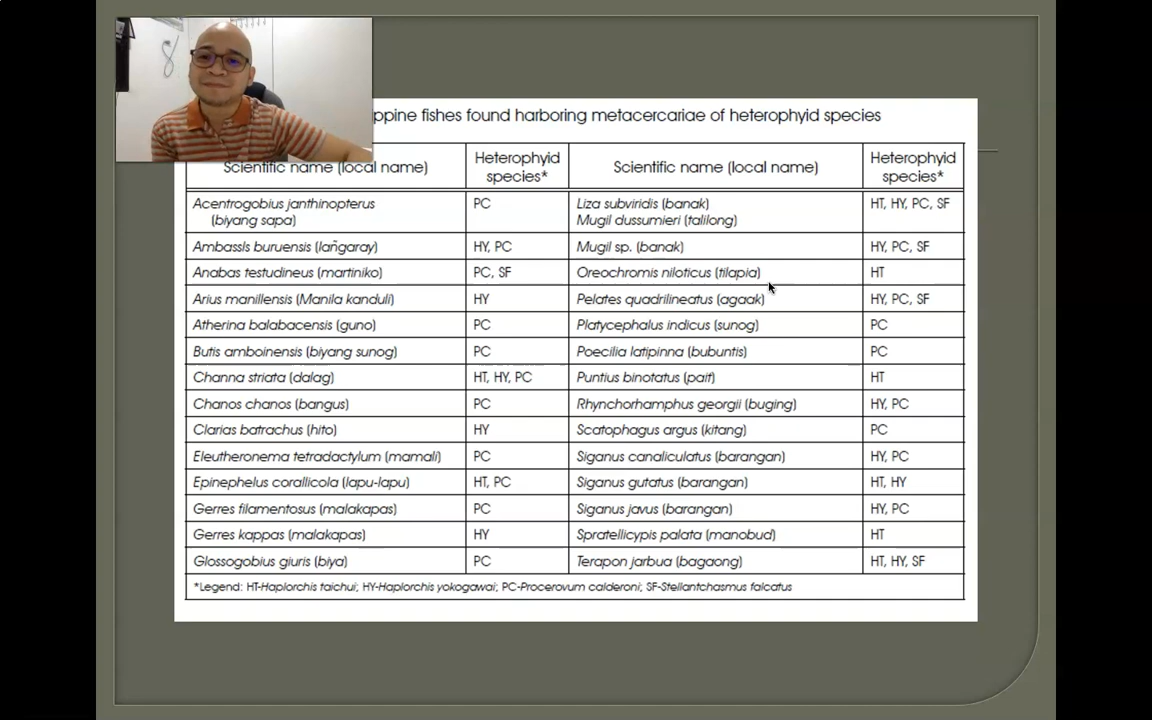 ppine fishes found harboring metacercariae of heterophyid species
Scientific name (local name) Heterophyid species* Scientific name (local name) Heterophyid species*
Acentrogobius janthinopterus (biyang sapa) PC Liza subviridis (banak) Mugil dussumieri (talilong) HT, HY, PC, SF
Ambassls buruensis (lañgaray) HY, PC Mugil sp. (banak) HY, PC, SF
Anabas testudineus (martiniko) PC, SF Oreochromis niloticus (tilapia) HT
Arius manillensis (Manila kanduli) HY Pelates quadrilineatus (agaak) HY, PC, SF
Atherina balabacensis (guno) PC Platycephalus indicus (sunog) PC
Butis amboinensis (biyang sunog) PC Poecilia latipinna (bubuntis) PC
Channa striata (dalag) HT, HY, PC Puntius binotatus (pait) HT
Chanos chanos (bangus) PC Rhynchorhamphus georgii (buging) HY, PC
Clarias batrachus (hito) HY Scatophagus argus (kitang) PC
Eleutheronema tetradactylum (mamali) PC Siganus canaliculatus (barangan) HY, PC
Epinephelus corallicola (lapu-lapu) HT, PC Siganus gutatus (barangan) HT, HY
Gerres filamentosus (malakapas) PC Siganus javus (barangan) HY, PC
Gerres kappas (malakapas) HY Spratellicypis palata (manobud) HT
Glossogobius giuris (biya) PC Terapon jarbua (bagaong) HT, HY, SF
*Legend: HT-Haplorchis taichui; HY-Haplorchis yokogawai; PC-Procerovum calderoni; SF-Stellantchasmus falcatus